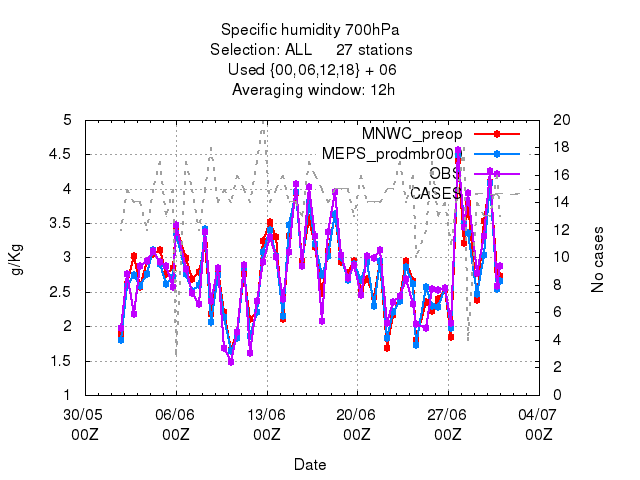 Specific humidity 700hPa
Selection: ALL 27 stations
Used {00,06,12,18} + 06
Averaging window: 12h
5 20
MNWC_preop 18
4.5 MEPS_prodmbr000 16
OBS
4 CASES 14
3.5 12
g/Kg 3 10 No cases
2.5 8
2 6
1.5 4
2
1 0
30/05 06/06 13/06 20/06 27/06 04/07
00Z 00Z 00Z 00Z 00Z 00Z
Date